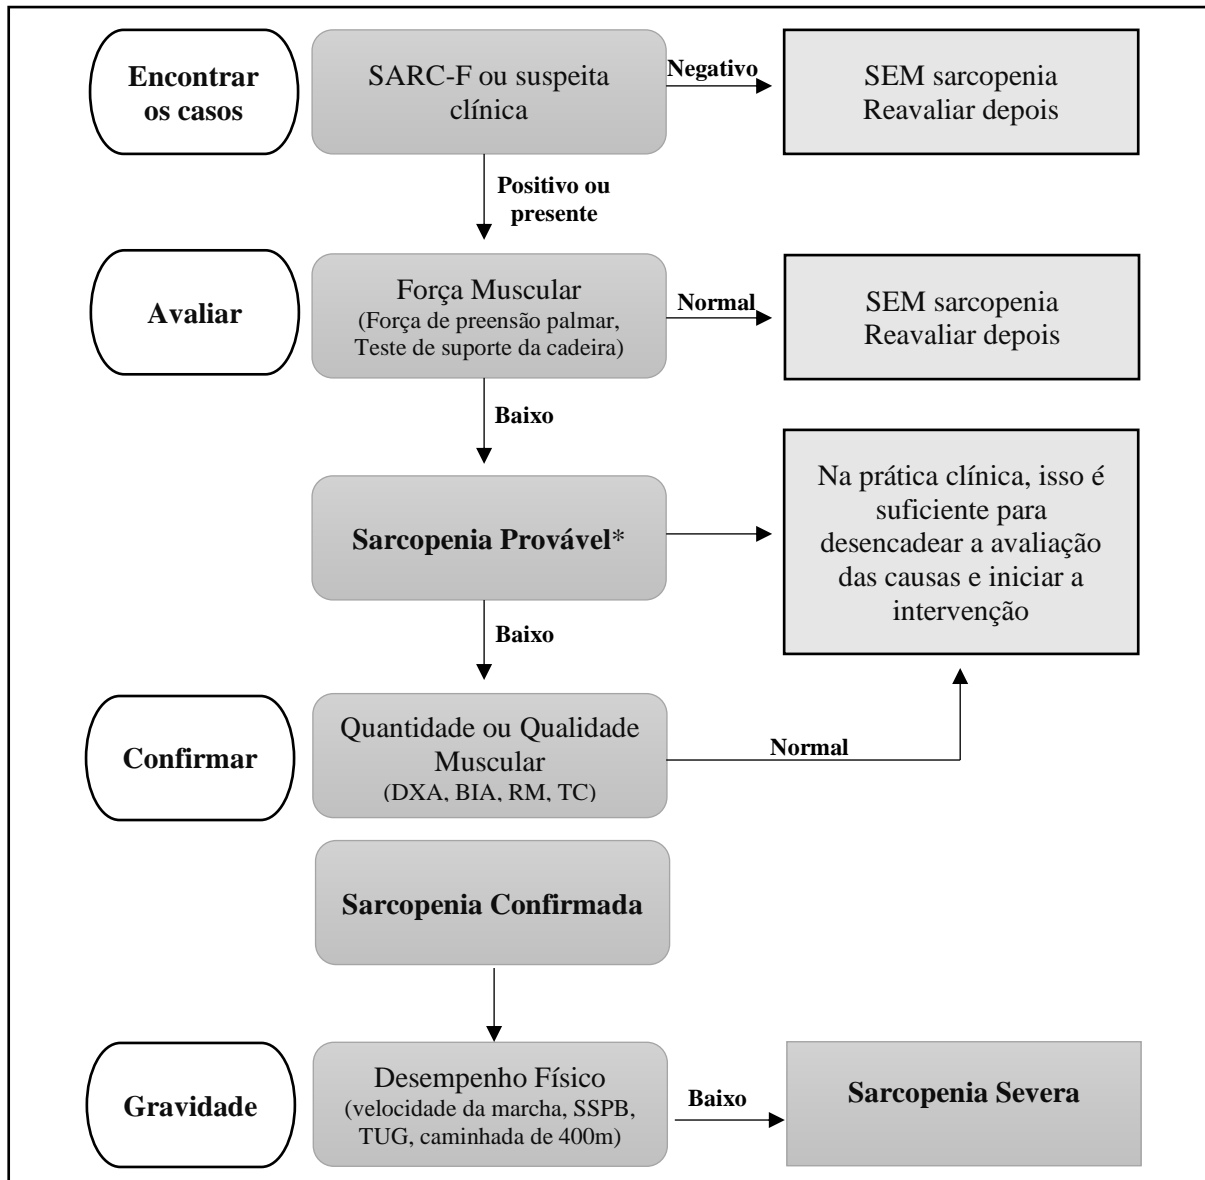 Encontrar
os casos
SARC-F ou suspeita
clínica
Negativo
SEM sarcopenia
Reavaliar depois
Positivo ou
presente
Avaliar
Força Muscular
(Força de preensão palmar,
Teste de suporte da cadeira)
Normal
SEM sarcopenia
Reavaliar depois
Baixo
Sarcopenia Provável*
Na prática clínica, isso é
suficiente para
desencadear a avaliação
das causas e iniciar a
intervenção
Baixo
Confirmar
Quantidade ou Qualidade
Muscular
(DXA, BIA, RM, TC)
Normal
Sarcopenia Confirmada
Gravidade
Desempenho Físico
(velocidade da marcha, SSPB,
TUG, caminhada de 400m)
Baixo
Sarcopenia Severa